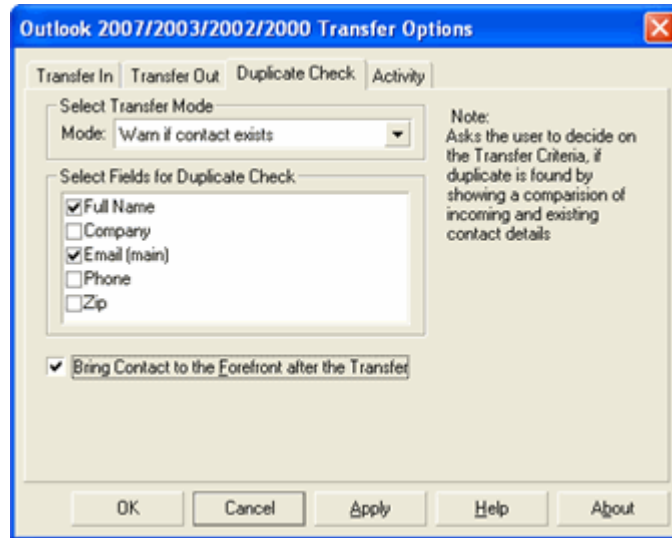 Outlook 2007/2003/2002/2000 Transfer Options
Transfer In Transfer Out Duplicate Check Activity
Select Transfer Mode
Mode: Warn if contact exists
Note:
Asks the user to decide on
the Transfer Criteria, if
duplicate is found by
showing a comparision of
incoming and existing
contact details
Select Fields for Duplicate Check
Full Name
Company
Email (main)
Phone
Zip
Bring Contact to the Forefront after the Transfer
OK Cancel Apply Help About